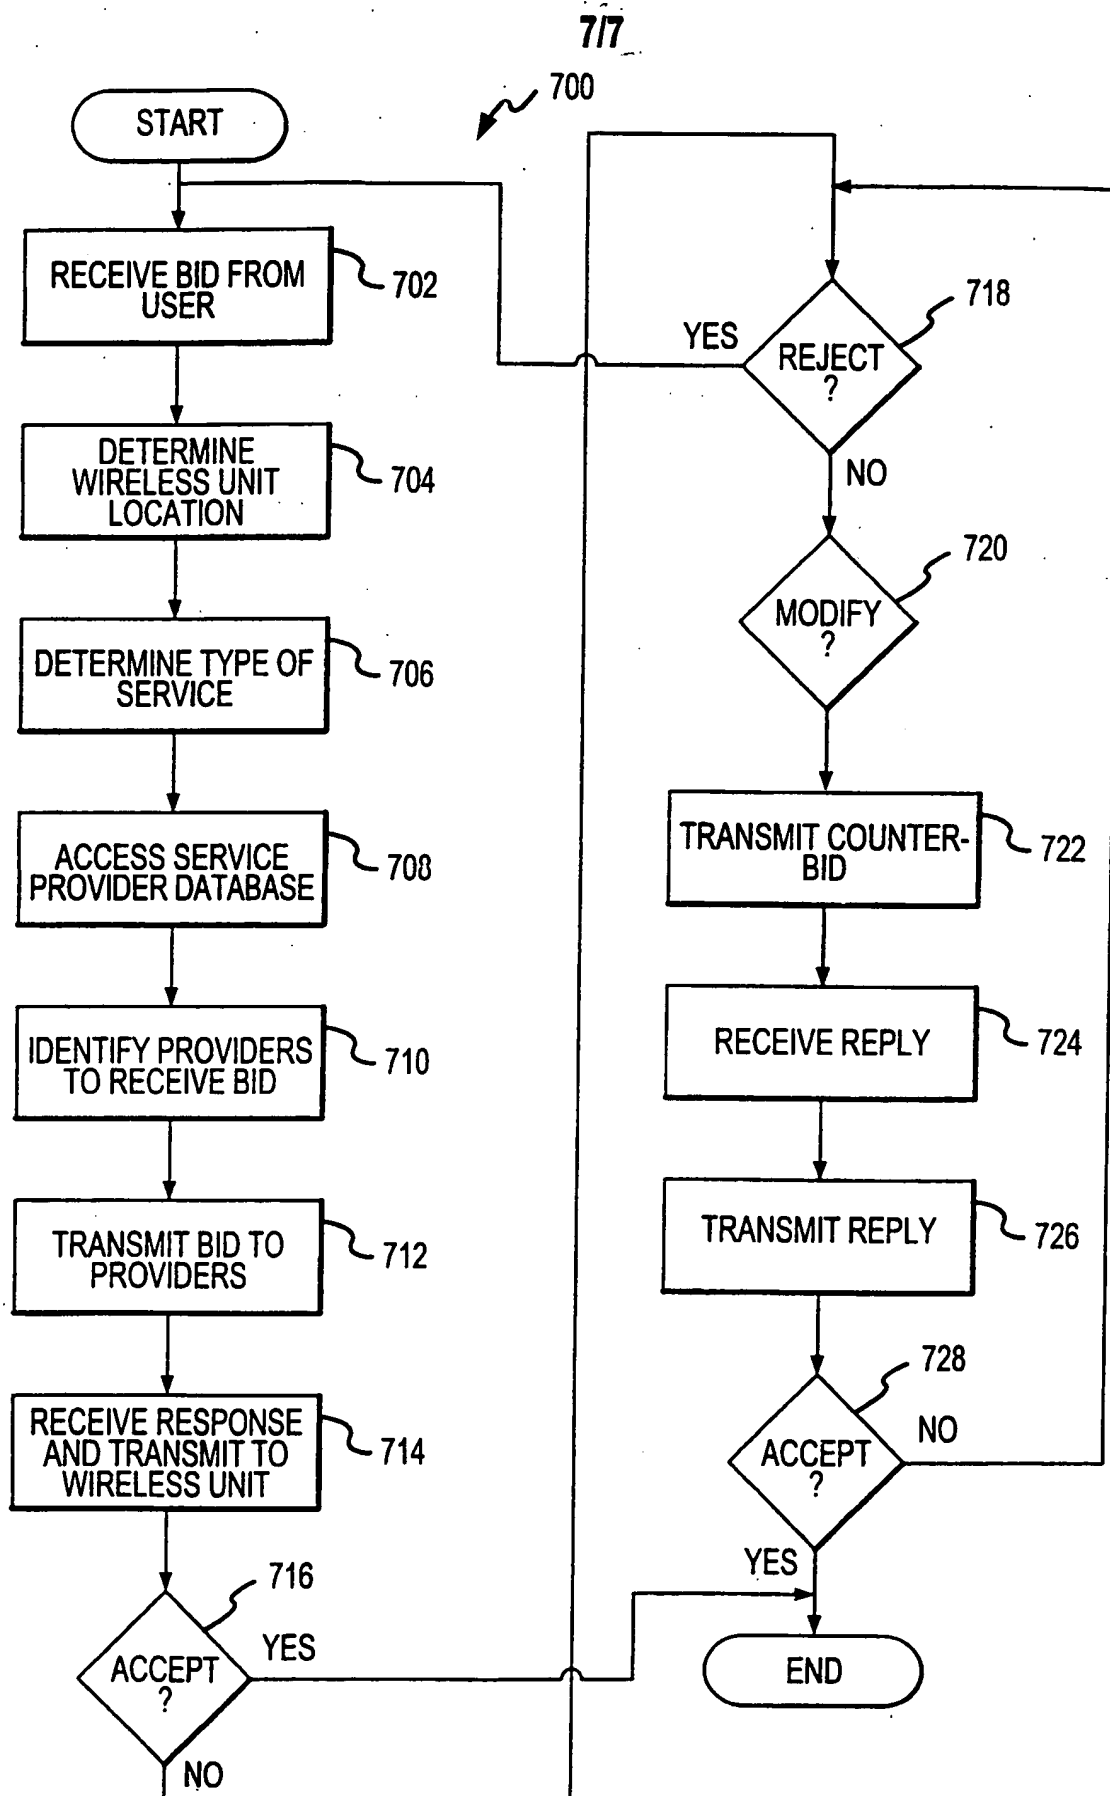 7/7
700
START
RECEIVE BID FROM
USER
702
DETERMINE
WIRELESS UNIT
LOCATION
704
DETERMINE TYPE OF
SERVICE
706
ACCESS SERVICE
PROVIDER DATABASE
708
IDENTIFY PROVIDERS
TO RECEIVE BID
710
TRANSMIT BID TO
PROVIDERS
712
RECEIVE RESPONSE
AND TRANSMIT TO
WIRELESS UNIT
714
716
ACCEPT
?
YES
NO
718
YES
REJECT
?
NO
720
MODIFY
?
TRANSMIT COUNTER-
BID
722
RECEIVE REPLY
724
TRANSMIT REPLY
726
728
ACCEPT
?
NO
YES
END